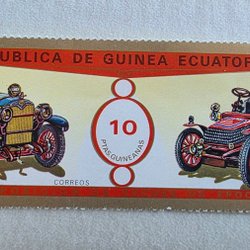 UBLICA DE GUINEA ECUATOR
10
PTAS GUINEANAS
CORREOS